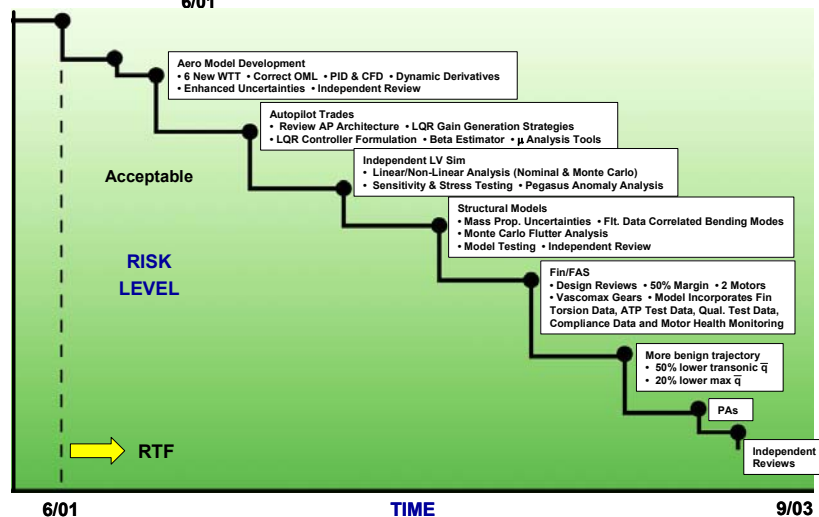 6/01
Aero Model Development
• 6 New WTT • Correct OML • PID & CFD • Dynamic Derivatives
• Enhanced Uncertainties • Independent Review
Autopilot Trades
• Review AP Architecture • LQR Gain Generation Strategies
• LQR Controller Formulation • Beta Estimator • μ Analysis Tools
Independent LV Sim
• Linear/Non-Linear Analysis (Nominal & Monte Carlo)
• Sensitivity & Stress Testing • Pegasus Anomaly Analysis
Acceptable
Structural Models
• Mass Prop. Uncertainties • Flt. Data Correlated Bending Modes
• Monte Carlo Flutter Analysis
• Model Testing • Independent Review
RISK
LEVEL
Fin/FAS
• Design Reviews • 50% Margin • 2 Motors
• Vascomax Gears • Model Incorporates Fin
Torsion Data, ATP Test Data, Qual. Test Data,
Compliance Data and Motor Health Monitoring
More benign trajectory
• 50% lower transonic q̅
• 20% lower max q̅
PAs
RTF
Independent
Reviews
6/01
TIME
9/03